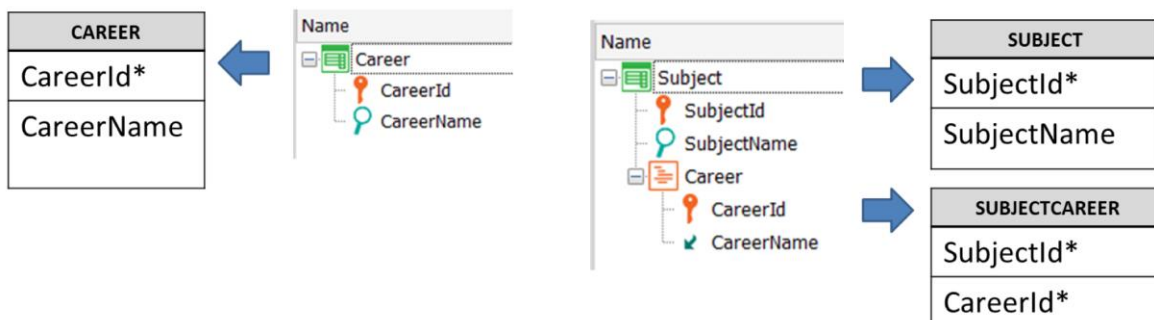 CAREER
CareerId*
CareerName
Name
Career
CareerId
CareerName
Name
Subject
SubjectId
SubjectName
Career
CareerId
CareerName
SUBJECT
SubjectId*
SubjectName
SUBJECTCAREER
SubjectId*
CareerId*